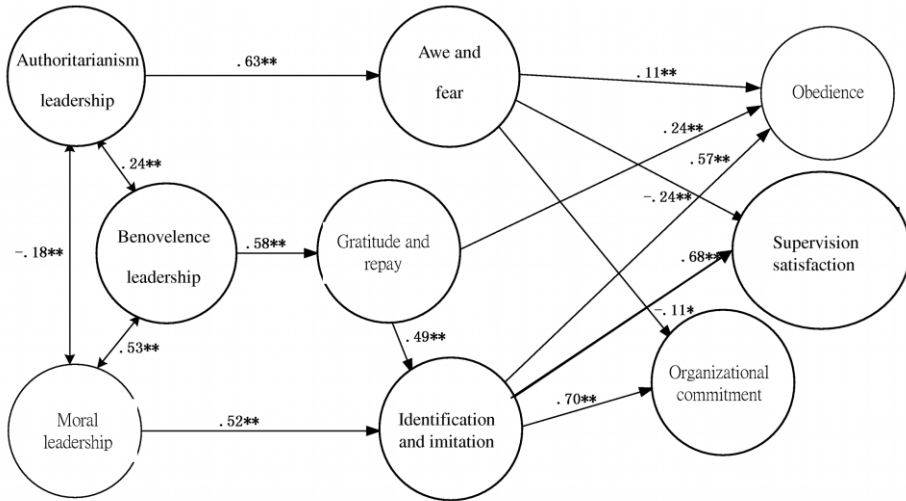 Authoritarianism
leadership
.63**
Awe and
fear
.11**
Obedience
.24**
.24**
.57**
-.24**
-.18**
Benovelence
leadership
.58**
Gratitude and
repay
.68**
Supervision
satisfaction
.53**
.49**
-.11*
Organizational
commitment
.70**
Moral
leadership
.52**
Identification
and imitation